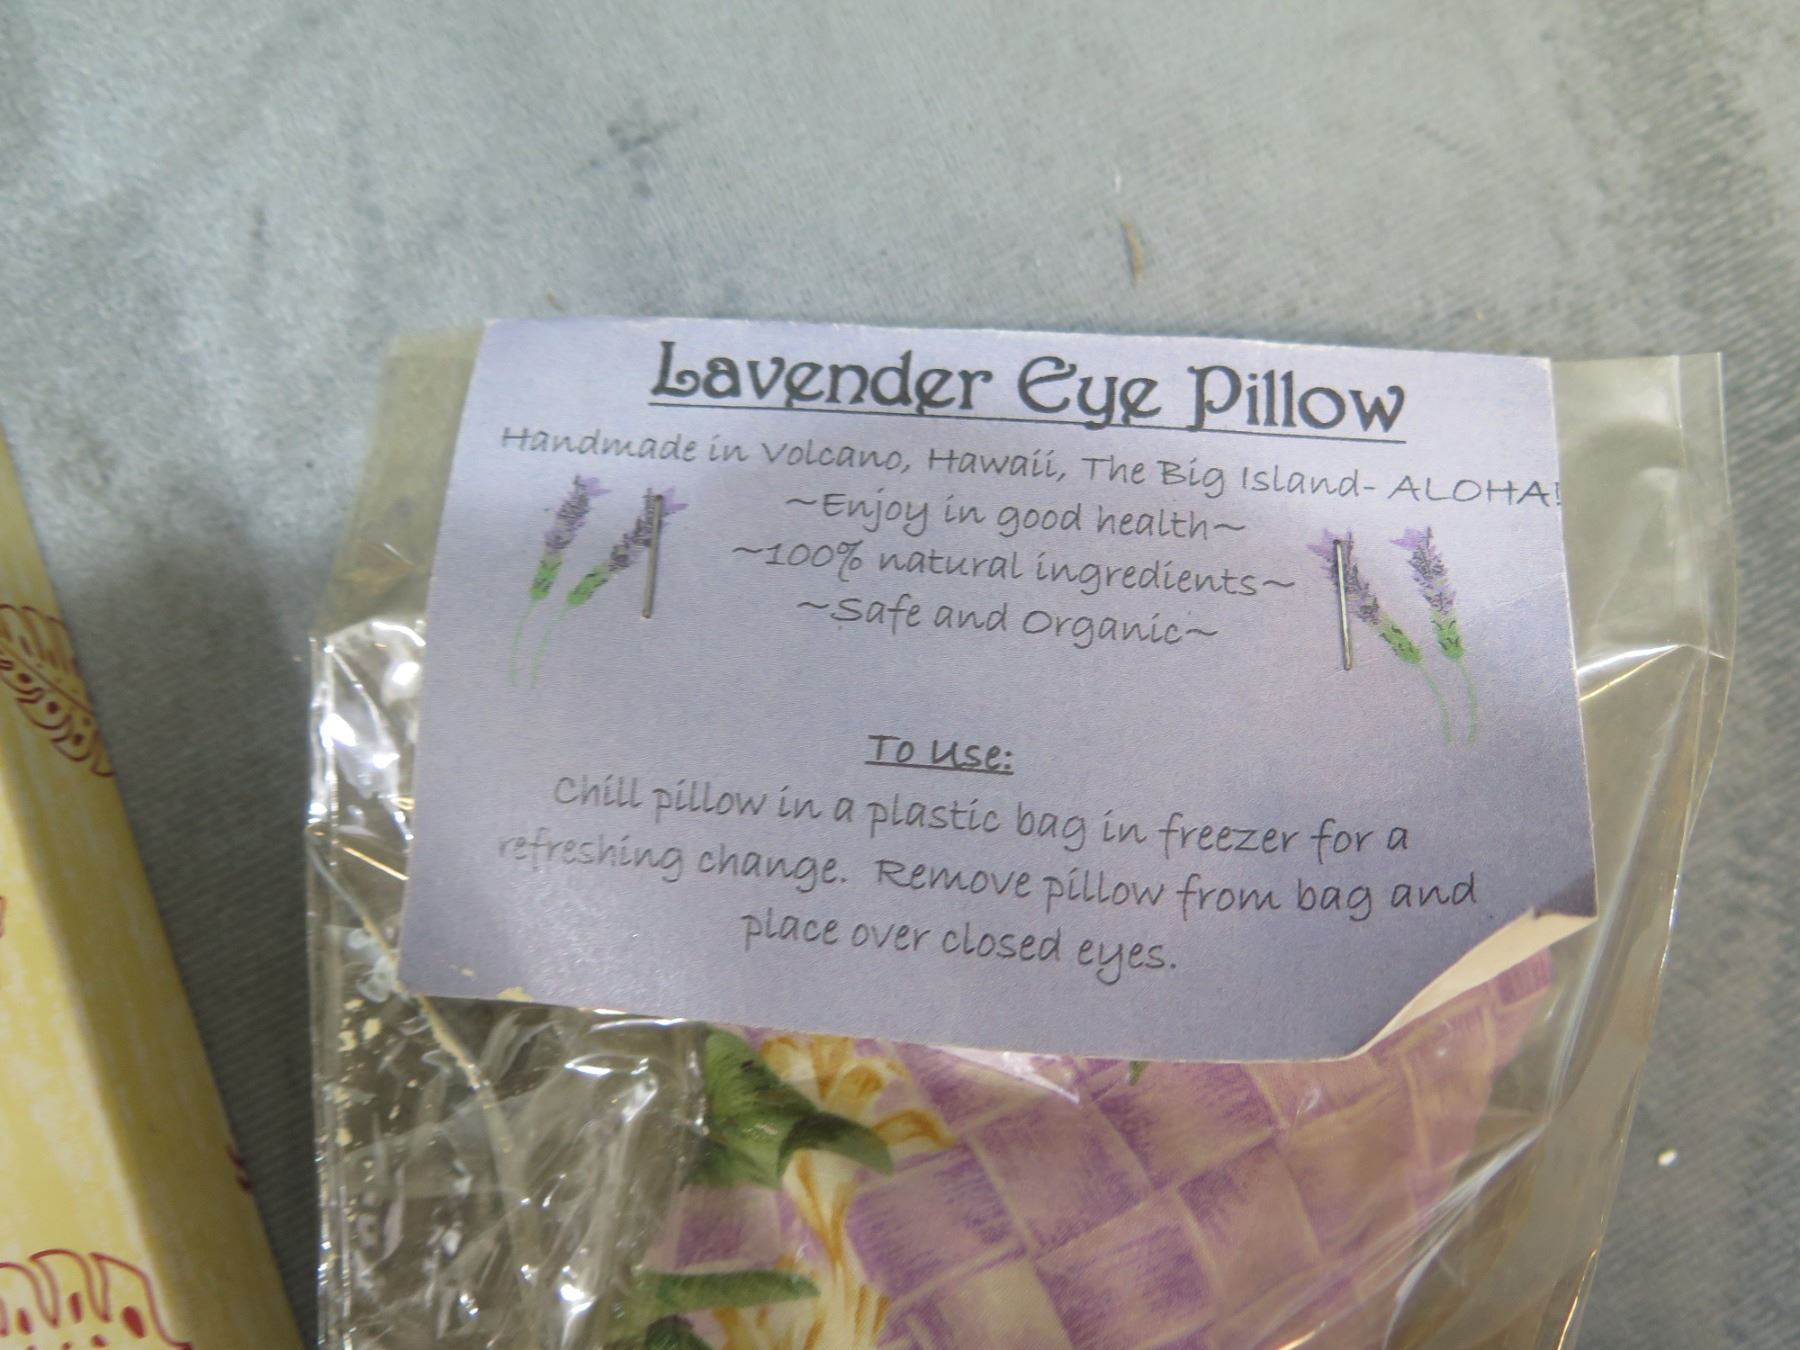 Lavender Eye Pillow
Handmade in Volcano, Hawaii, The Big Island- ALOHA!
~Enjoy in good health~
~100% natural ingredients~
~Safe and Organic~
To Use:
Chill pillow in a plastic bag in freezer for a
refreshing change. Remove pillow from bag and
place over closed eyes.